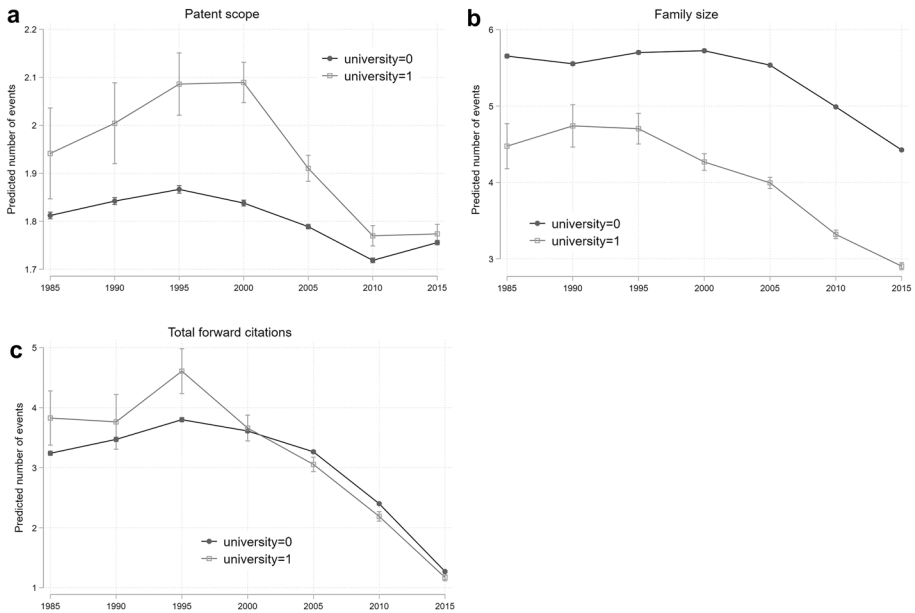 a
Patent scope
Predicted number of events
2.2
2.1
2
1.9
1.8
1.7
university=0
university=1
1985 1990 1995 2000 2005 2010 2015
b
Family size
Predicted number of events
6
5
4
3
university=0
university=1
1985 1990 1995 2000 2005 2010 2015
c
Total forward citations
Predicted number of events
5
4
3
2
1
university=0
university=1
1985 1990 1995 2000 2005 2010 2015